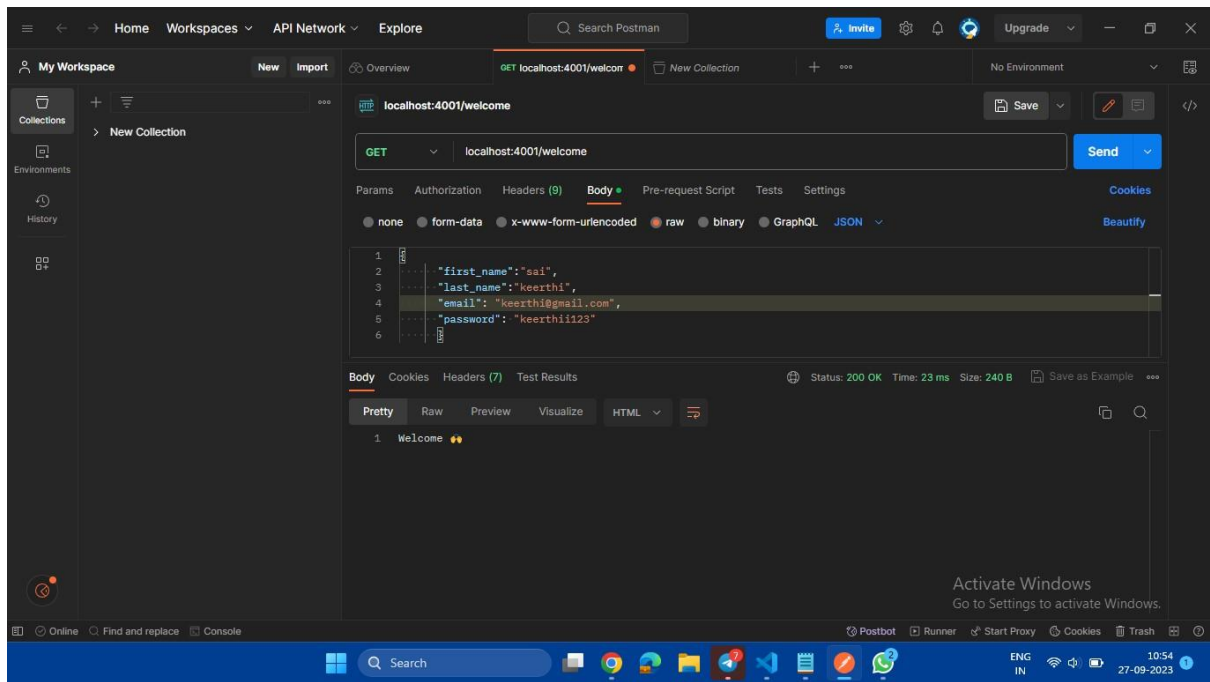 Home Workspaces API Network Explore Search Postman Invite Upgrade
My Workspace New Import Overview GET localhost:4001/welcom New Collection No Environment
Collections
New Collection
Environments
History
HTTP localhost:4001/welcome Save
GET localhost:4001/welcome Send
Params Authorization Headers (9) Body Pre-request Script Tests Settings Cookies
none form-data x-www-form-urlencoded raw binary GraphQL JSON Beautify
1 {
2 "first_name":"sai",
3 "last_name":"keerthi",
4 "email": "keerthi@gmail.com",
5 "password": "keerthii123"
6 }
Body Cookies Headers (7) Test Results Status: 200 OK Time: 23 ms Size: 240 B Save as Example
Pretty Raw Preview Visualize HTML
1 Welcome 🙌
Activate Windows
Go to Settings to activate Windows.
Online Find and replace Console Postbot Runner Start Proxy Cookies Trash
Search 7 2 ENG 10:54
IN 27-09-2023 1